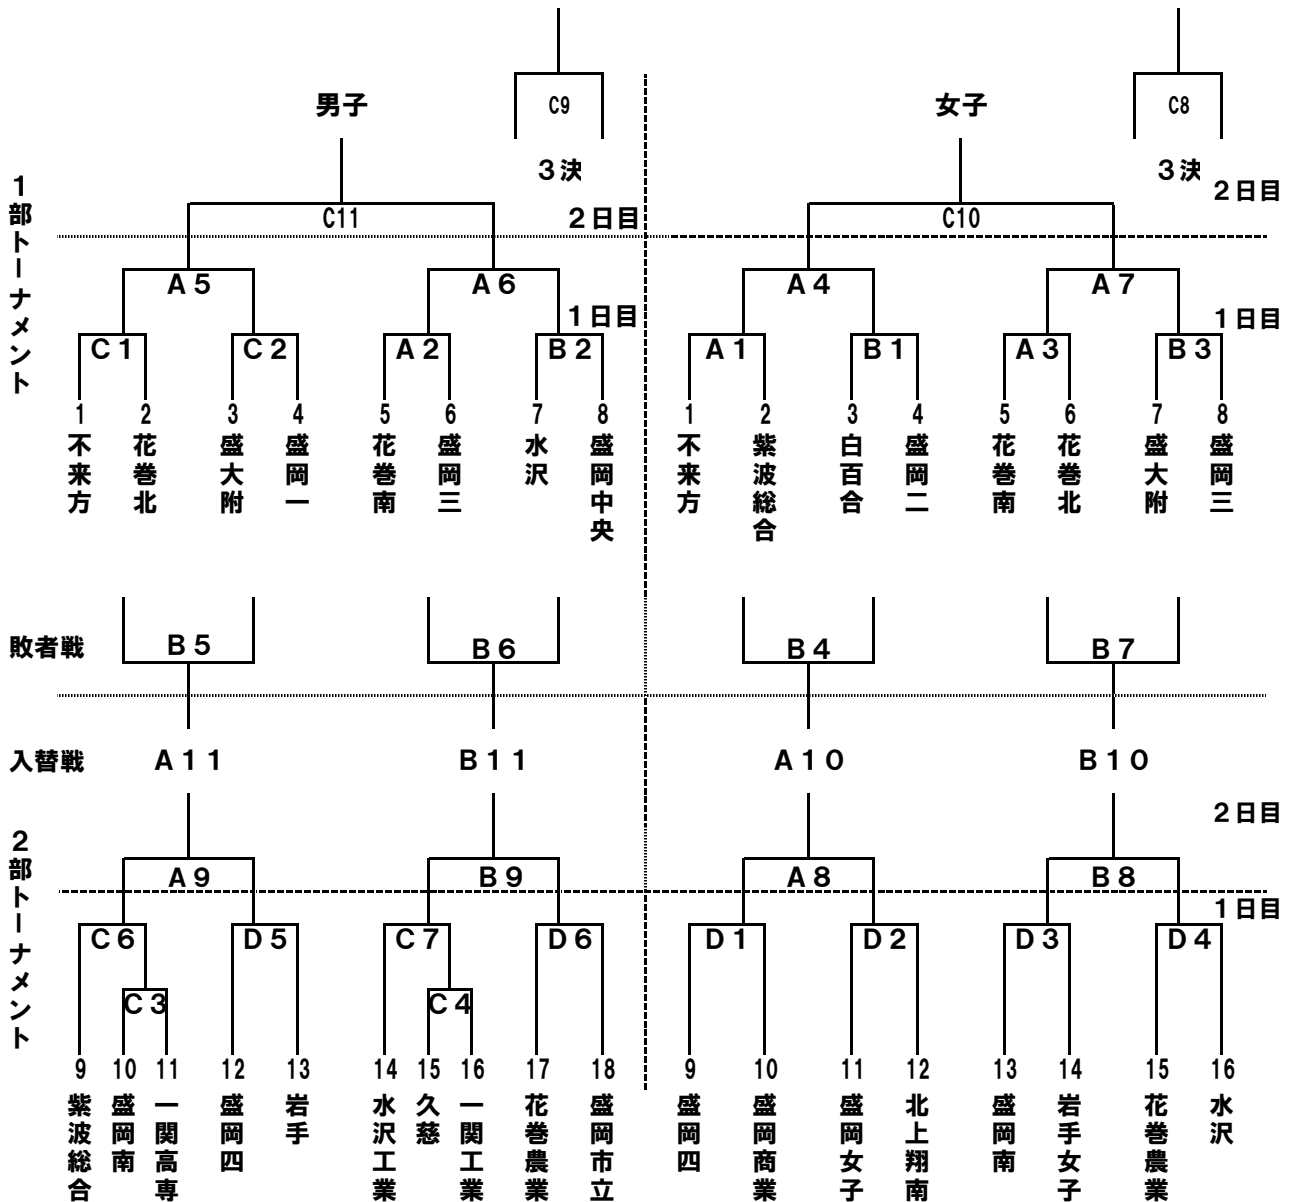 男子
C9
3決
女子
C8
3決
1部トーナメント
C11
2日目
C10
2日目
A5
A6
1日目
A4
A7
1日目
C1
C2
A2
B2
A1
B1
A3
B3
1
2
3
4
5
6
7
8
1
2
3
4
5
6
7
8
不来方
花巻北
盛大附
盛岡一
花巻南
盛岡三
水沢
盛岡中央
不来方
紫波総合
白百合
盛岡二
花巻南
花巻北
盛大附
盛岡三
敗者戦
B5
B6
B4
B7
入替戦
A11
B11
A10
B10
2日目
2部トーナメント
A9
B9
A8
B8
1日目
C6
D5
C7
D6
D1
D2
D3
D4
C3
C4
9
10
11
12
13
14
15
16
17
18
9
10
11
12
13
14
15
16
紫波総合
盛岡南
一関高専
盛岡四
岩手
水沢工業
久慈
一関工業
花巻農業
盛岡市立
盛岡四
盛岡商業
盛岡女子
北上翔南
盛岡南
岩手女子
花巻農業
水沢